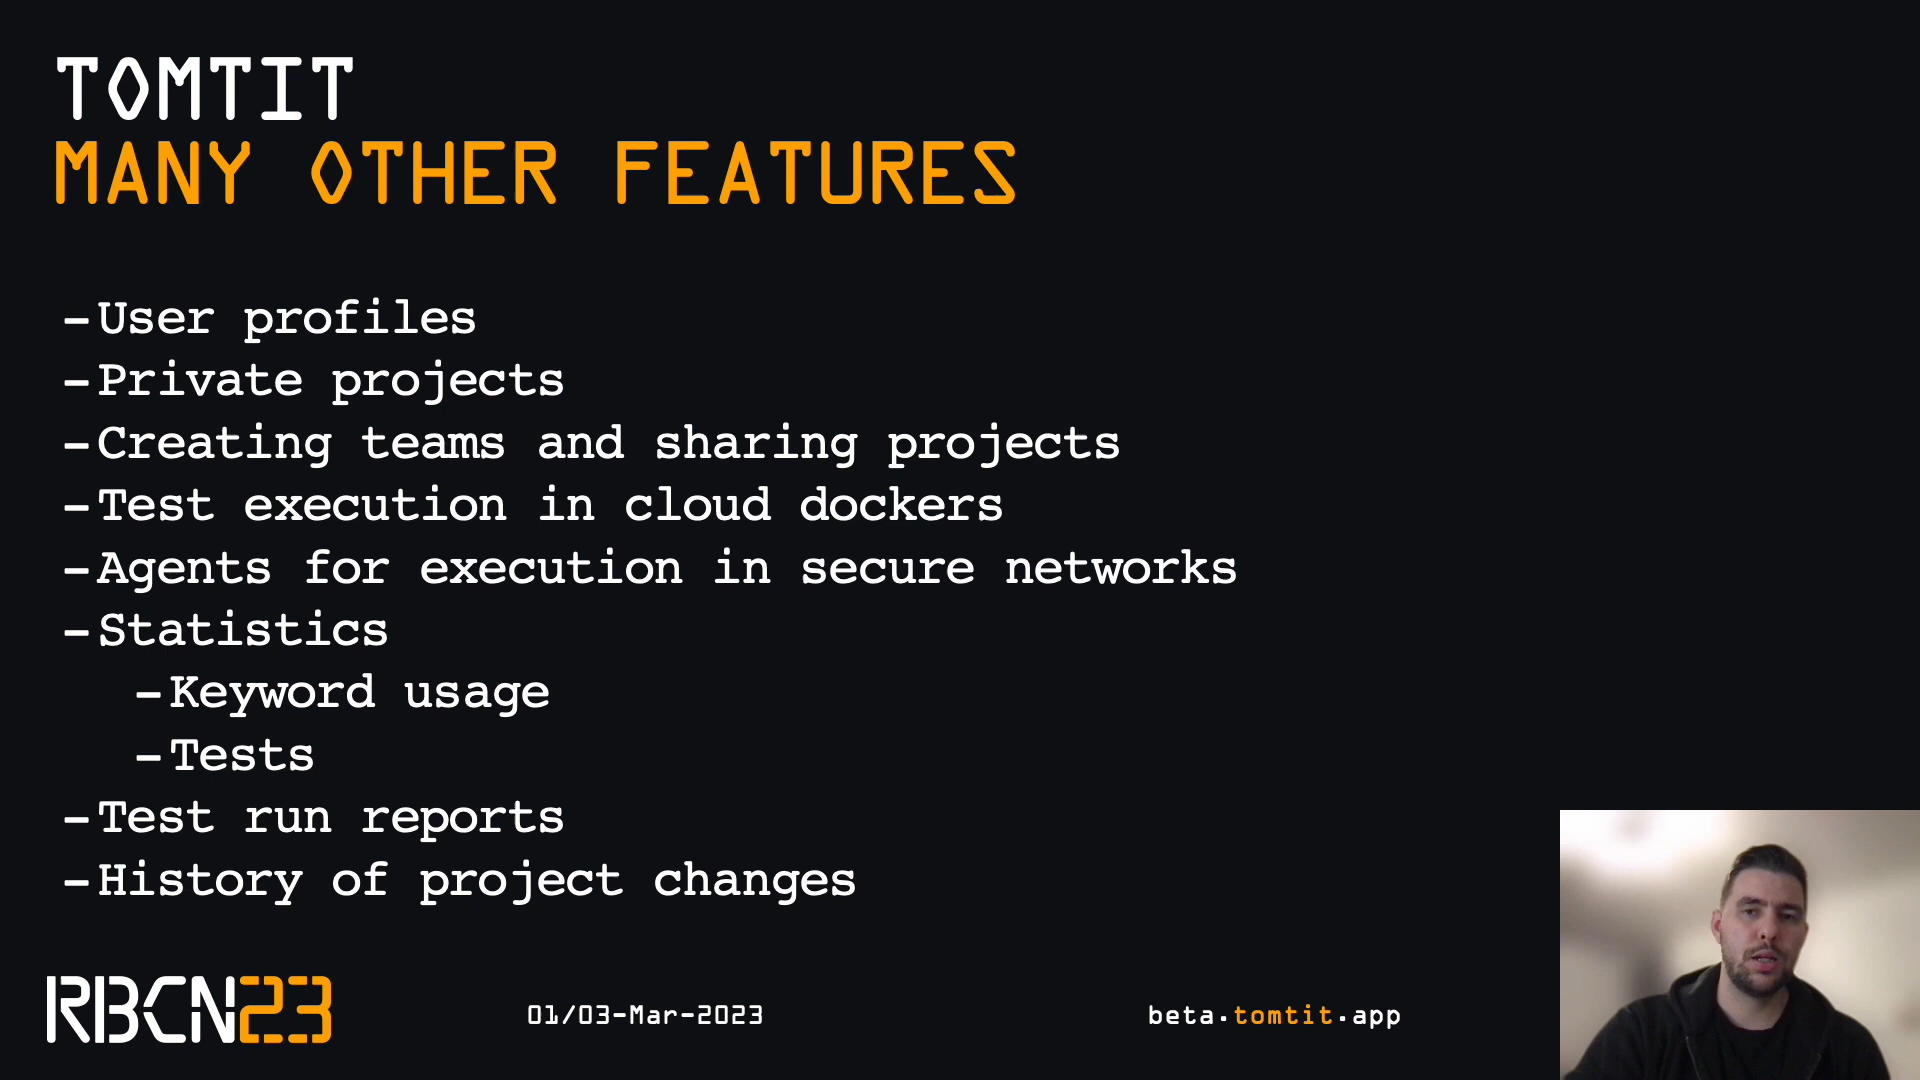 TOMTIT
MANY OTHER FEATURES
-User profiles
-Private projects
-Creating teams and sharing projects
-Test execution in cloud dockers
-Agents for execution in secure networks
-Statistics
-Keyword usage
-Tests
-Test run reports
-History of project changes
RBCN23
01/03-Mar-2023
beta.tomtit.app